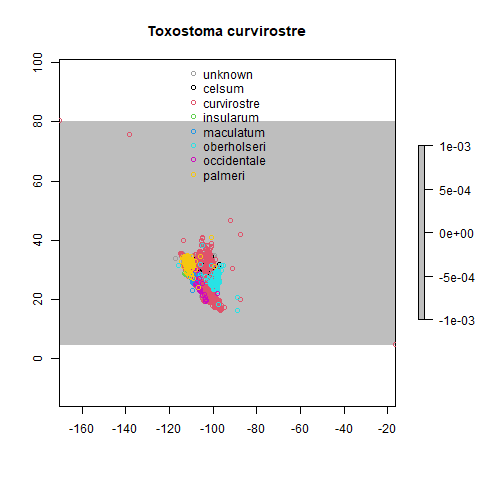 Toxostoma curvirostre
unknown
celsum
curvirostre
insularum
maculatum
oberholseri
occidentale
palmeri
100
80
60
40
20
0
-160
-140
-120
-100
-80
-60
-40
-20
1e-03
5e-04
0e+00
-5e-04
-1e-03